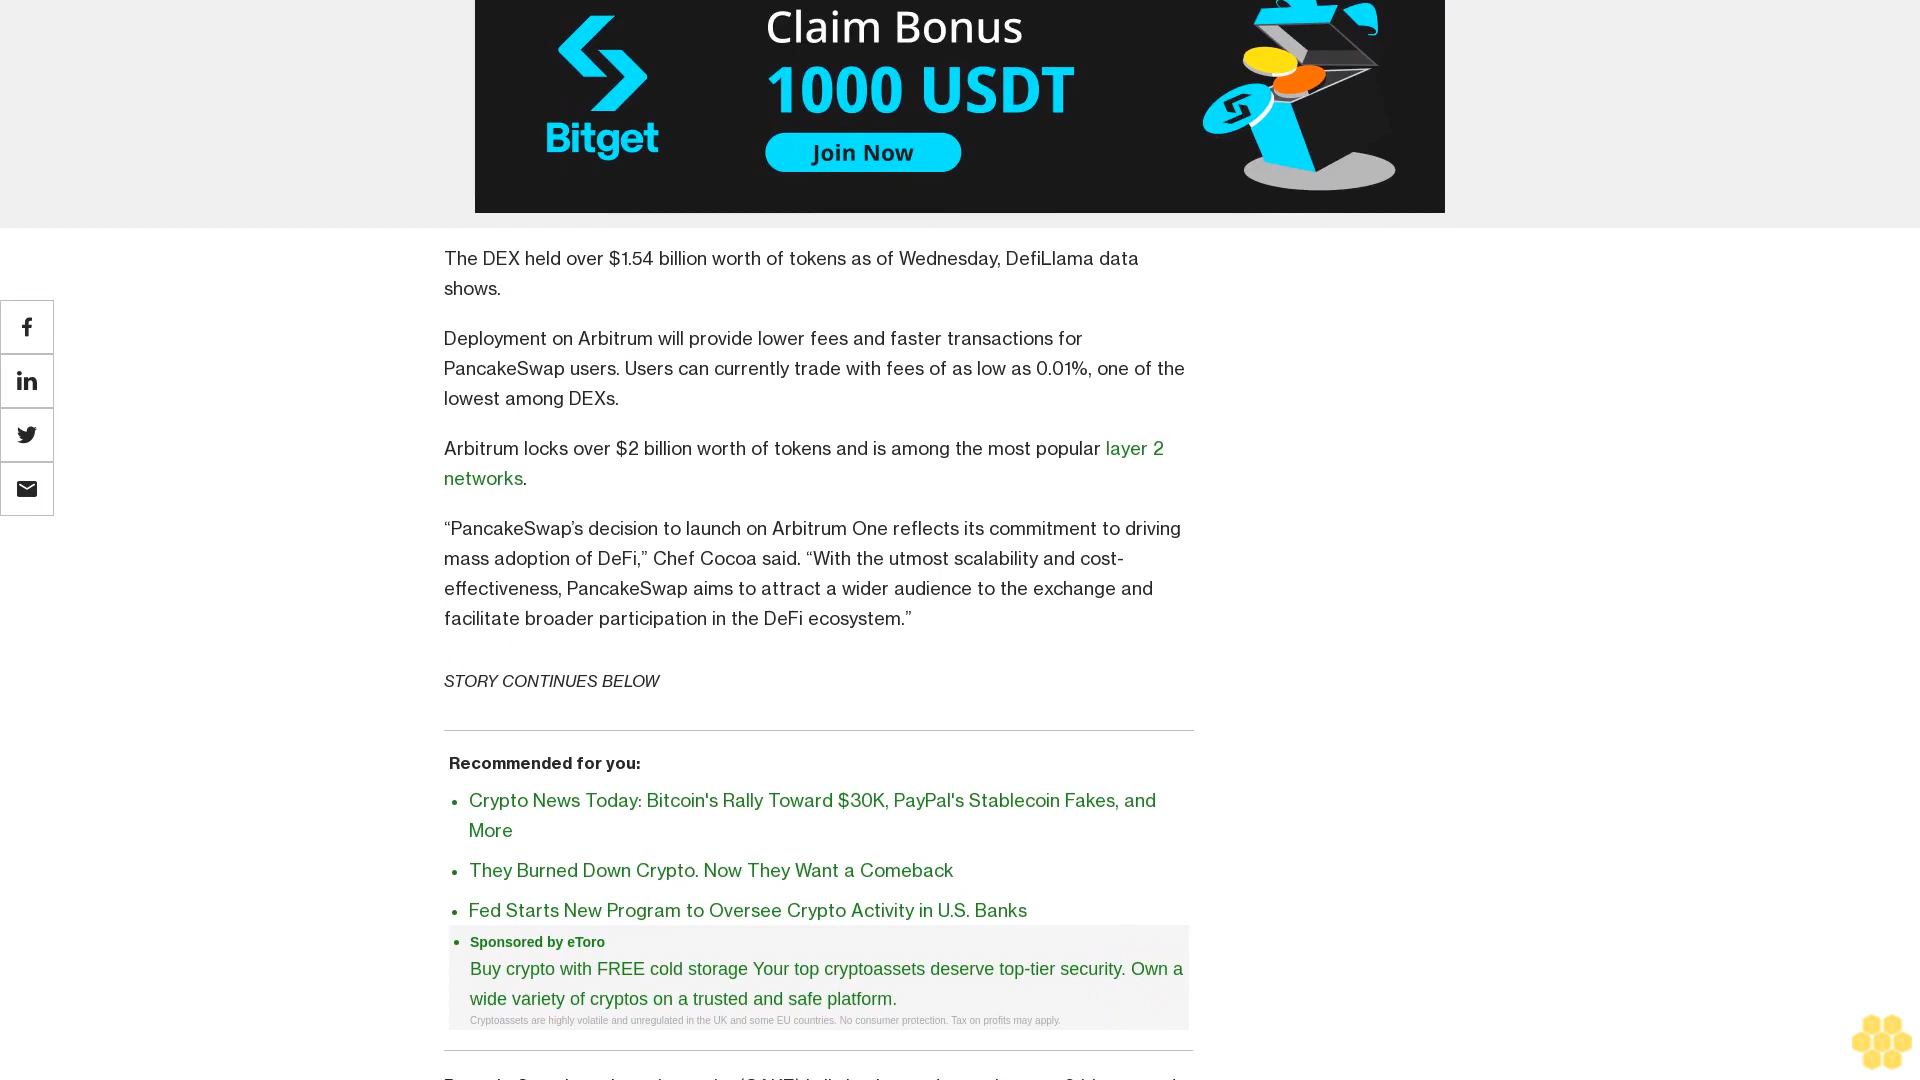 Claim Bonus
1000 USDT
Bitget
Join Now
The DEX held over $1.54 billion worth of tokens as of Wednesday, DefiLlama data
shows.
Deployment on Arbitrum will provide lower fees and faster transactions for
PancakeSwap users. Users can currently trade with fees of as low as 0.01%, one of the
lowest among DEXs.
Arbitrum locks over $2 billion worth of tokens and is among the most popular layer 2
networks.
“PancakeSwap’s decision to launch on Arbitrum One reflects its commitment to driving
mass adoption of DeFi,” Chef Cocoa said. “With the utmost scalability and cost-
effectiveness, PancakeSwap aims to attract a wider audience to the exchange and
facilitate broader participation in the DeFi ecosystem.”
STORY CONTINUES BELOW
Recommended for you:
• Crypto News Today: Bitcoin's Rally Toward $30K, PayPal's Stablecoin Fakes, and
More
• They Burned Down Crypto. Now They Want a Comeback
• Fed Starts New Program to Oversee Crypto Activity in U.S. Banks
• Sponsored by eToro
Buy crypto with FREE cold storage Your top cryptoassets deserve top-tier security. Own a
wide variety of cryptos on a trusted and safe platform.
Cryptoassets are highly volatile and unregulated in the UK and some EU countries. No consumer protection. Tax on profits may apply.